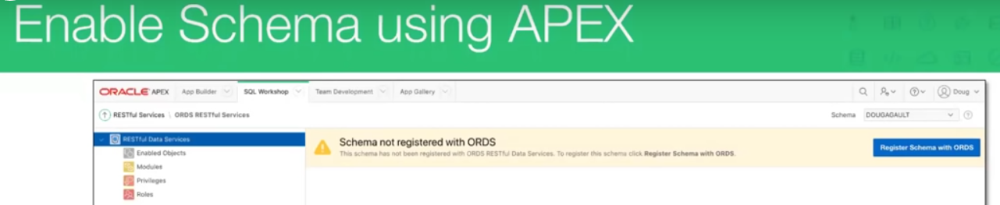 Enable Schema using APEX
ORACLE APEX App Builder SQL Workshop Team Development App Gallery Doug
RESTful Services \ ORDS RESTful Services Schema DOUGAGAULT
RESTful Data Services
Enabled Objects
Modules
Privileges
Roles
Schema not registered with ORDS
This schema has not been registered with ORDS RESTful Data Services. To register this schema click Register Schema with ORDS.
Register Schema with ORDS